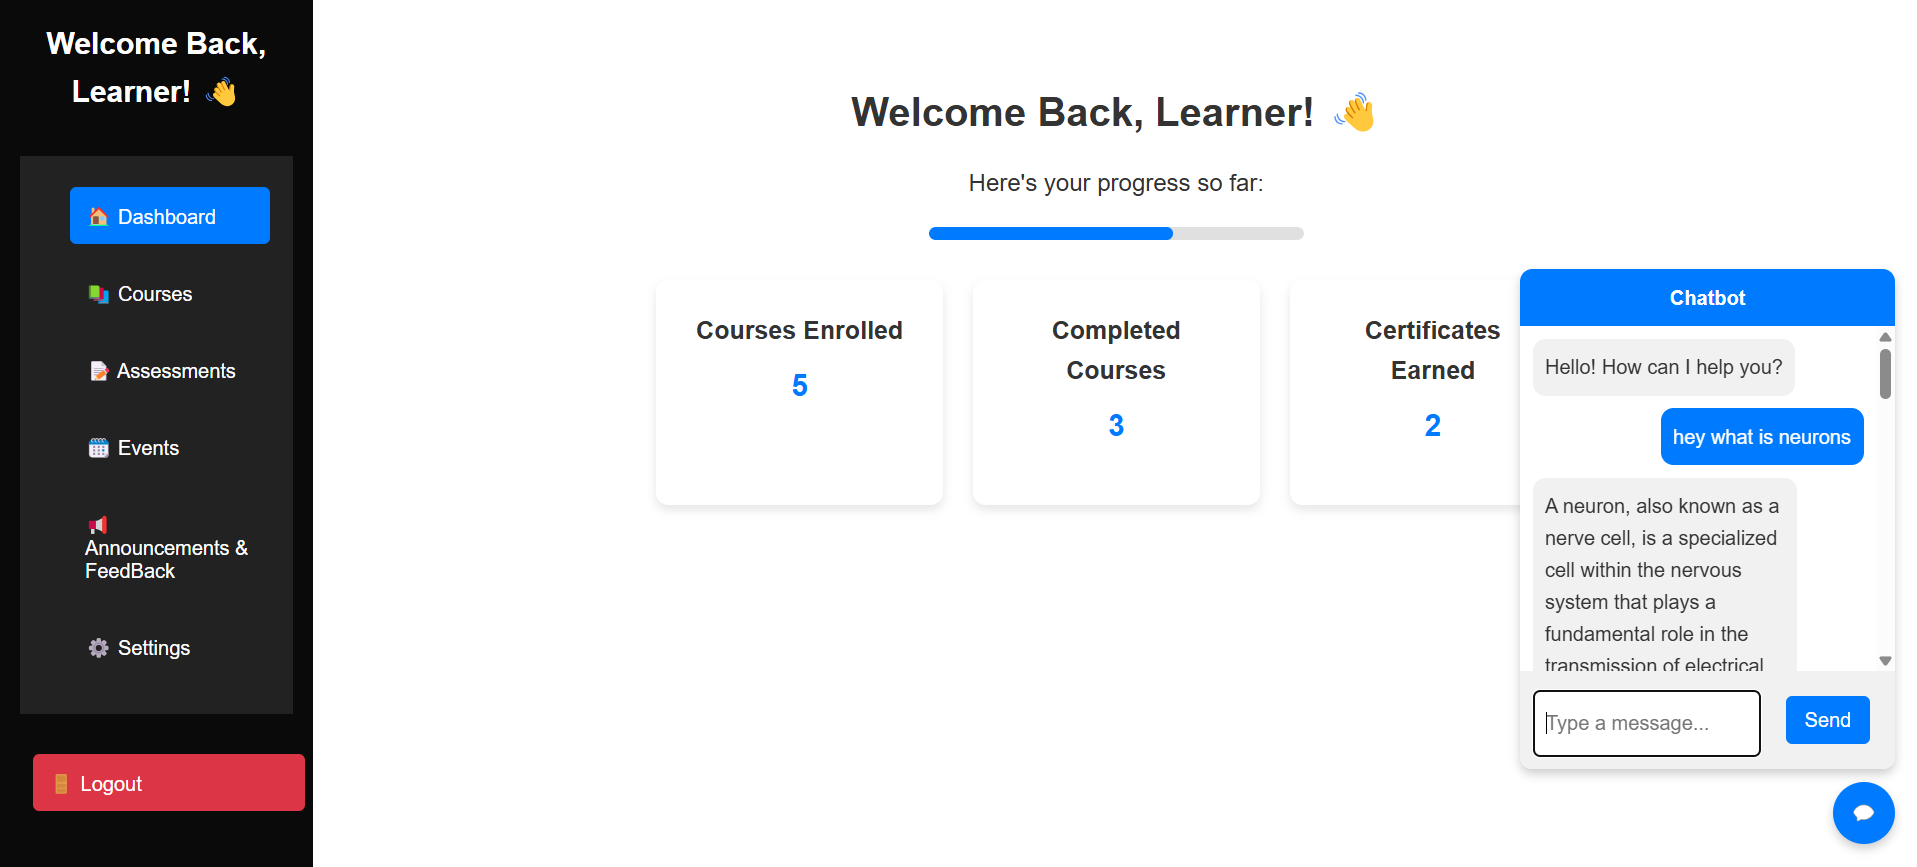 Welcome Back,
Learner! 👋
🏠 Dashboard
📚 Courses
📝 Assessments
🗓️ Events
📢
Announcements &
FeedBack
⚙️ Settings
🚪 Logout
Welcome Back, Learner! 👋
Here's your progress so far:
Courses Enrolled
5
Completed
Courses
3
Certificates
Earned
2
Chatbot
Hello! How can I help you?
hey what is neurons
A neuron, also known as a
nerve cell, is a specialized
cell within the nervous
system that plays a
fundamental role in the
transmission of electrical
Type a message...
Send